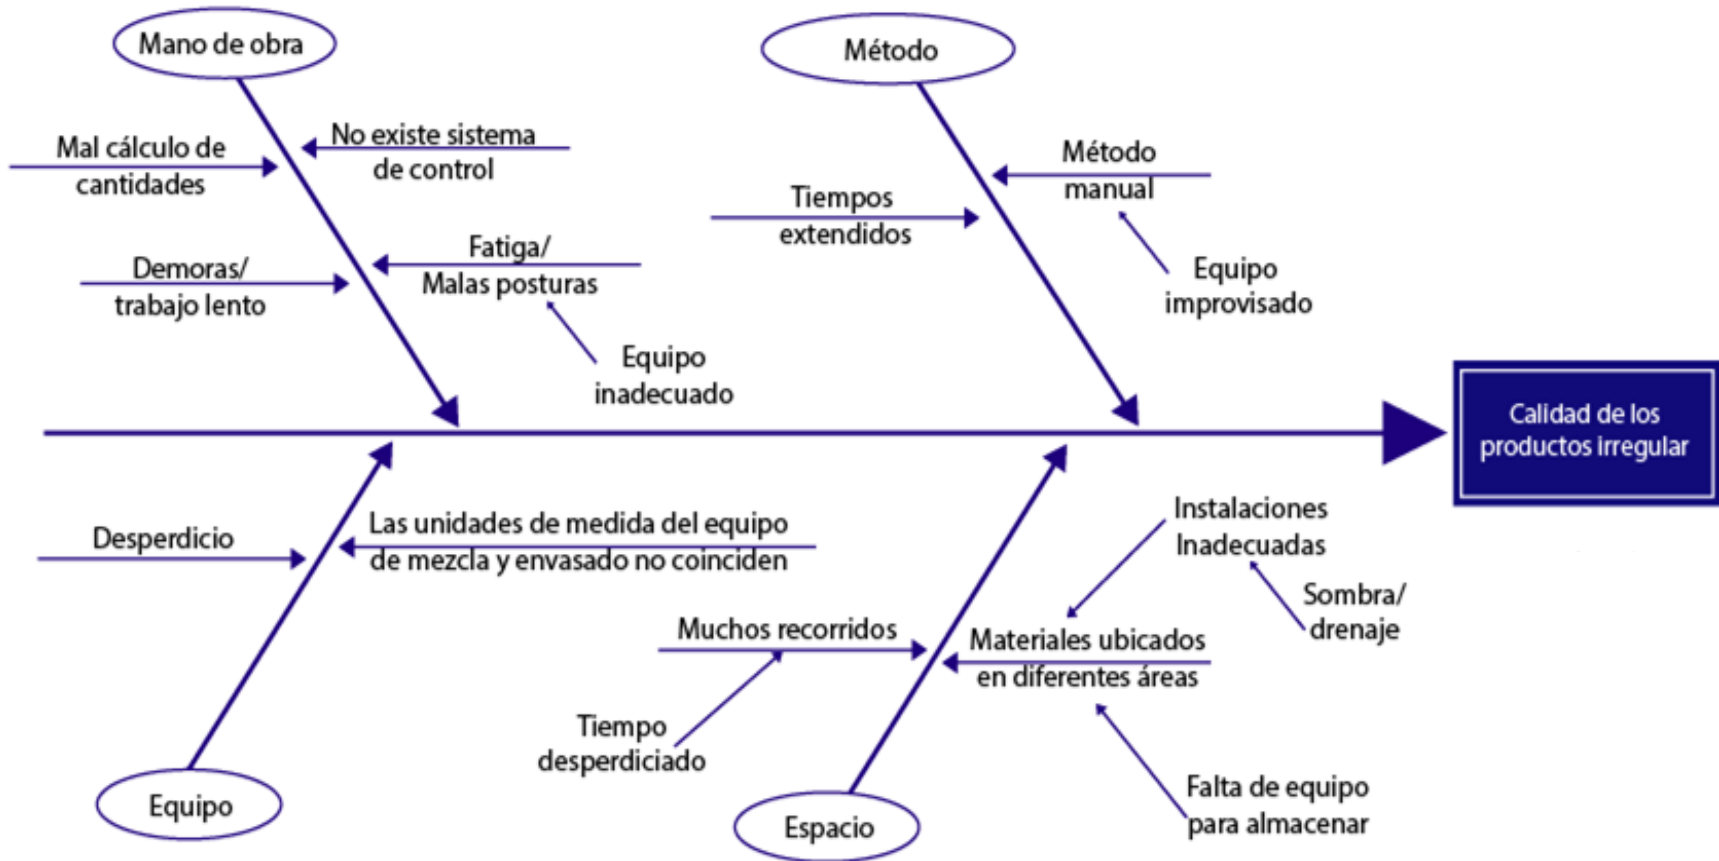 Mano de obra
Método
Mal cálculo de
cantidades
No existe sistema
de control
Demoras/
trabajo lento
Fatiga/
Malas posturas
Equipo
inadecuado
Tiempos
extendidos
Método
manual
Equipo
improvisado
Calidad de los
productos irregular
Desperdicio
Las unidades de medida del equipo
de mezcla y envasado no coinciden
Muchos recorridos
Tiempo
desperdiciado
Instalaciones
Inadecuadas
Sombra/
drenaje
Materiales ubicados
en diferentes áreas
Falta de equipo
para almacenar
Equipo
Espacio